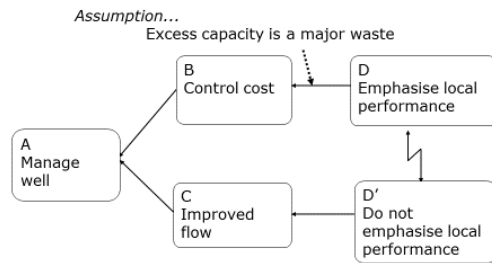 Assumption...
Excess capacity is a major waste
B
Control cost
D
Emphasise local
performance
A
Manage
well
C
Improved
flow
D’
Do not
emphasise local
performance